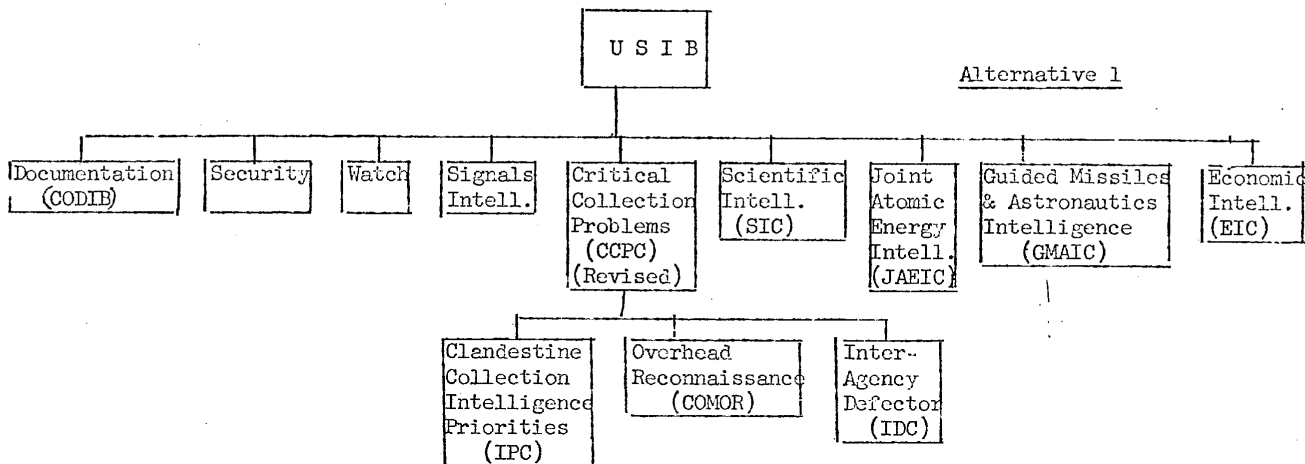 U S I B
Alternative 1
Documentation
(CODIB)
Security
Watch
Signals
Intell.
Critical
Collection
Problems
(CCPC)
(Revised)
Scientific
Intell.
(SIC)
Joint
Atomic
Energy
Intell.
(JAEIC)
Guided Missiles
& Astronautics
Intelligence
(GMAIC)
Economic
Intell.
(EIC)
Clandestine
Collection
Intelligence
Priorities
(IPC)
Overhead
Reconnaissance
(COMOR)
Inter-
Agency
Defector
(IDC)